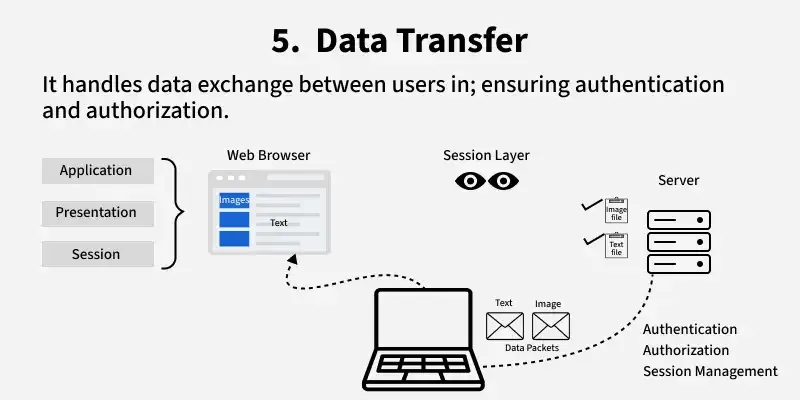 5. Data Transfer
It handles data exchange between users in; ensuring authentication
and authorization.
Application
Presentation
Session
Web Browser
Images
Text
Session Layer
Server
Image
file
Text
file
Text
Image
Data Packets
Authentication
Authorization
Session Management